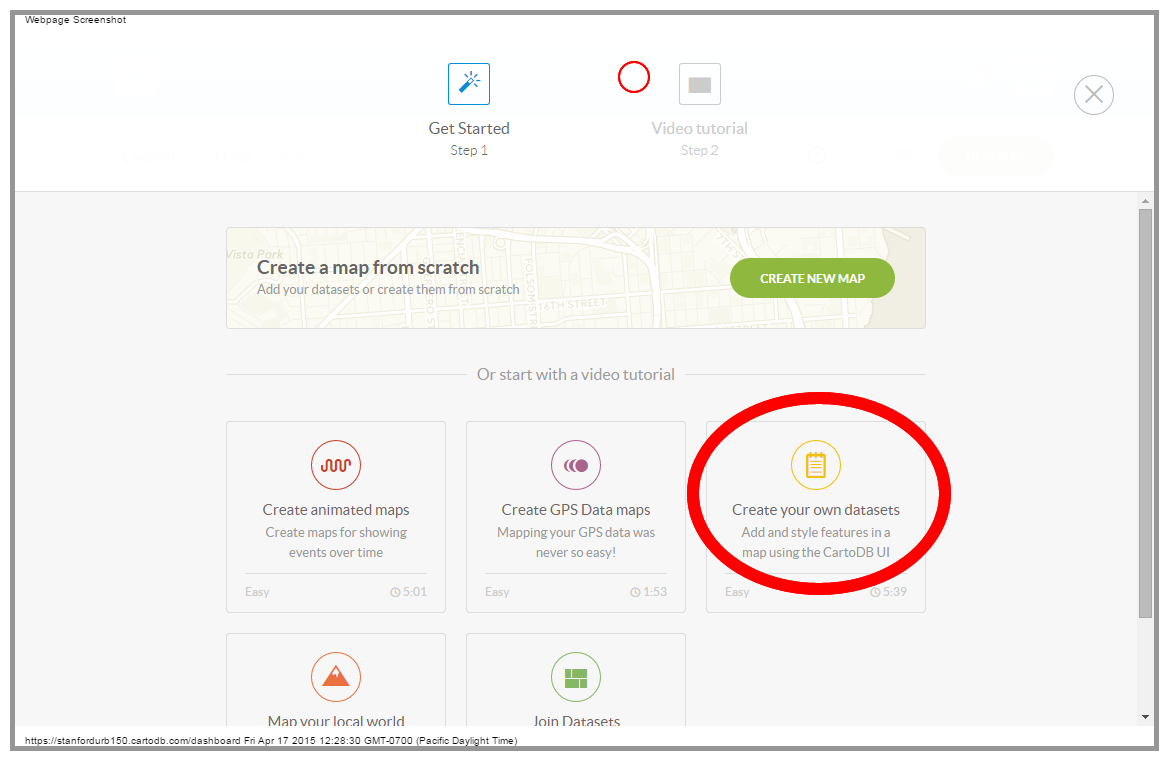 Webpage Screenshot
Get Started
Step 1
Video tutorial
Step 2
Vista Park
Create a map from scratch
Add your datasets or create them from scratch
CREATE NEW MAP
Or start with a video tutorial
Create animated maps
Create maps for showing
events over time
Easy
5:01
Create GPS Data maps
Mapping your GPS data was
never so easy!
Easy
1:53
Create your own datasets
Add and style features in a
map using the CartoDB UI
Easy
5:39
Map your local world
Join Datasets
https://stanfordurb150.cartodb.com/dashboard Fri Apr 17 2015 12:28:30 GMT-0700 (Pacific Daylight Time)